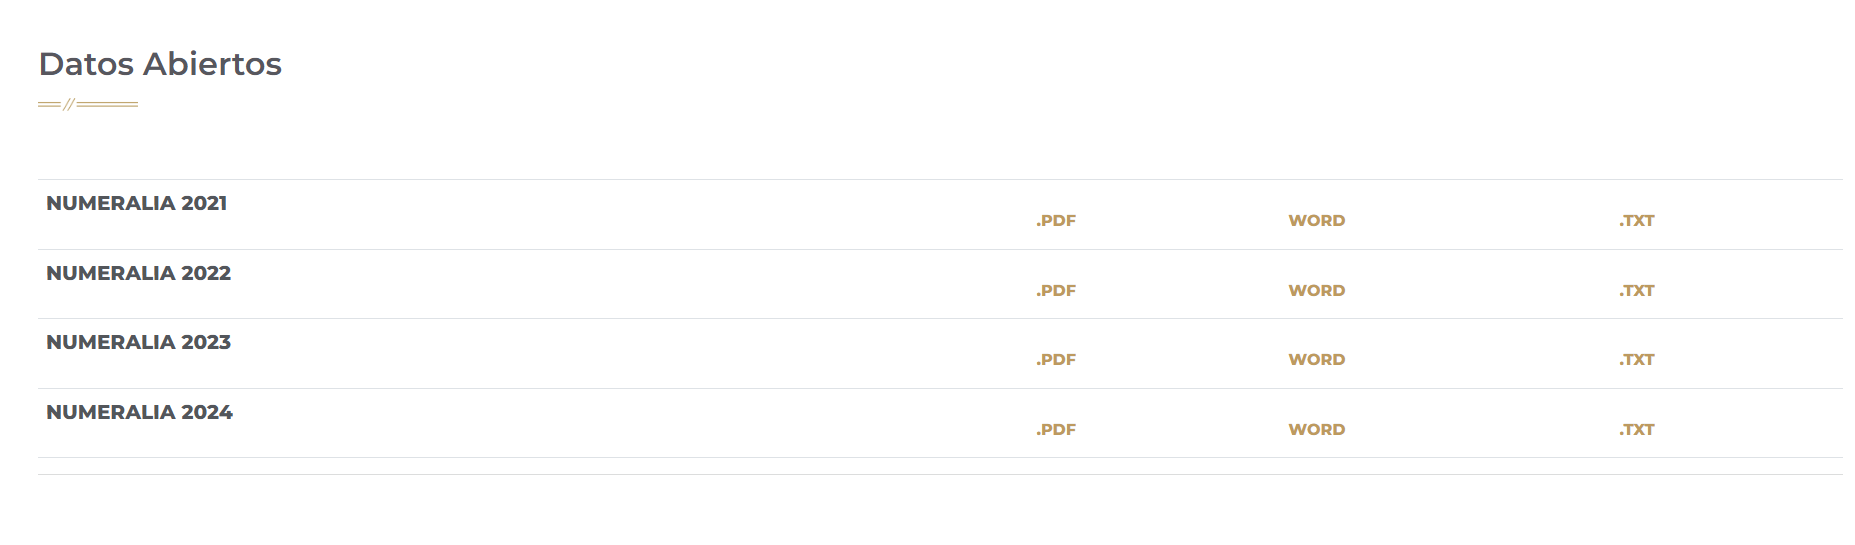 Datos Abiertos
NUMERALIA 2021
.PDF WORD .TXT
NUMERALIA 2022
.PDF WORD .TXT
NUMERALIA 2023
.PDF WORD .TXT
NUMERALIA 2024
.PDF WORD .TXT